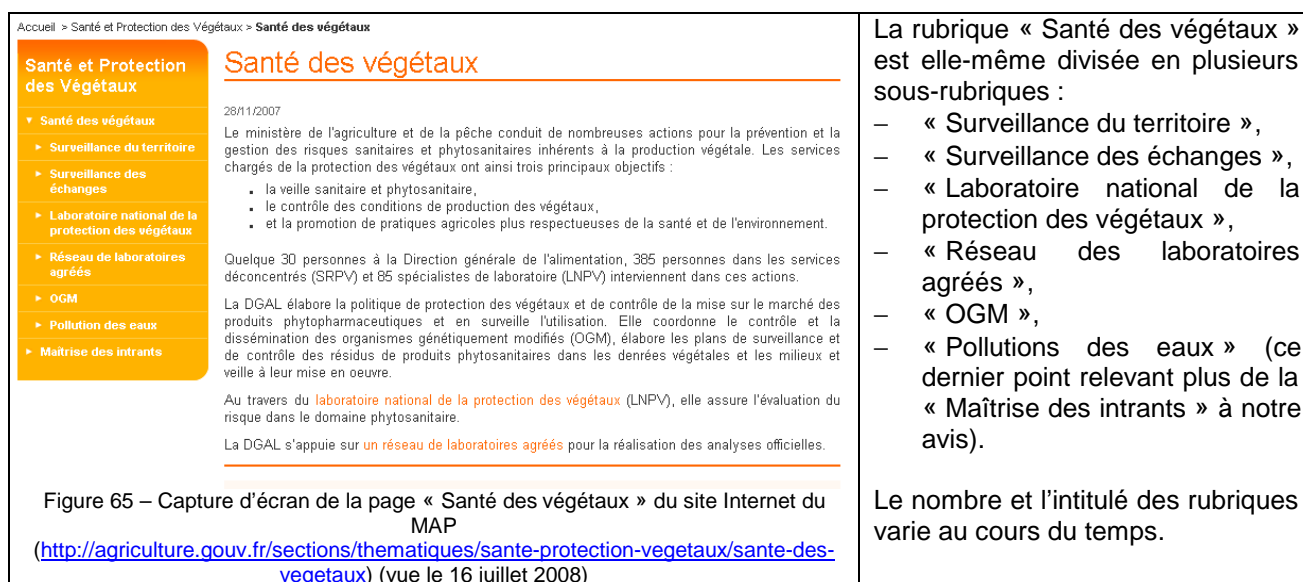 Accueil > Santé et Protection des Végétaux > Santé des végétaux
Santé et Protection
des Végétaux
Santé des végétaux
Surveillance du territoire
Surveillance des
échanges
Laboratoire national de la
protection des végétaux
Réseau de laboratoires
agréés
OGM
Pollution des eaux
Maîtrise des intrants
Santé des végétaux
28/11/2007
Le ministère de l'agriculture et de la pêche conduit de nombreuses actions pour la prévention et la
gestion des risques sanitaires et phytosanitaires inhérents à la production végétale. Les services
chargés de la protection des végétaux ont ainsi trois principaux objectifs :
• la veille sanitaire et phytosanitaire,
• le contrôle des conditions de production des végétaux,
• et la promotion de pratiques agricoles plus respectueuses de la santé et de l'environnement.
Quelque 30 personnes à la Direction générale de l'alimentation, 385 personnes dans les services
déconcentrés (SRPV) et 85 spécialistes de laboratoire (LNPV) interviennent dans ces actions.
La DGAL élabore la politique de protection des végétaux et de contrôle de la mise sur le marché des
produits phytopharmaceutiques et en surveille l'utilisation. Elle coordonne le contrôle et la
dissémination des organismes génétiquement modifiés (OGM), élabore les plans de surveillance et
de contrôle des résidus de produits phytosanitaires dans les denrées végétales et les milieux et
veille à leur mise en oeuvre.
Au travers du laboratoire national de la protection des végétaux (LNPV), elle assure l'évaluation du
risque dans le domaine phytosanitaire.
La DGAL s'appuie sur un réseau de laboratoires agréés pour la réalisation des analyses officielles.
Figure 65 – Capture d'écran de la page « Santé des végétaux » du site Internet du
MAP
(http://agriculture.gouv.fr/sections/thematiques/sante-protection-vegetaux/sante-des-
vegetaux) (vue le 16 juillet 2008)
La rubrique « Santé des végétaux »
est elle-même divisée en plusieurs
sous-rubriques :
– « Surveillance du territoire »,
– « Surveillance des échanges »,
– « Laboratoire national de la
protection des végétaux »,
– « Réseau des laboratoires
agréés »,
– « OGM »,
– « Pollutions des eaux » (ce
dernier point relevant plus de la
« Maîtrise des intrants » à notre
avis).
Le nombre et l'intitulé des rubriques
varie au cours du temps.